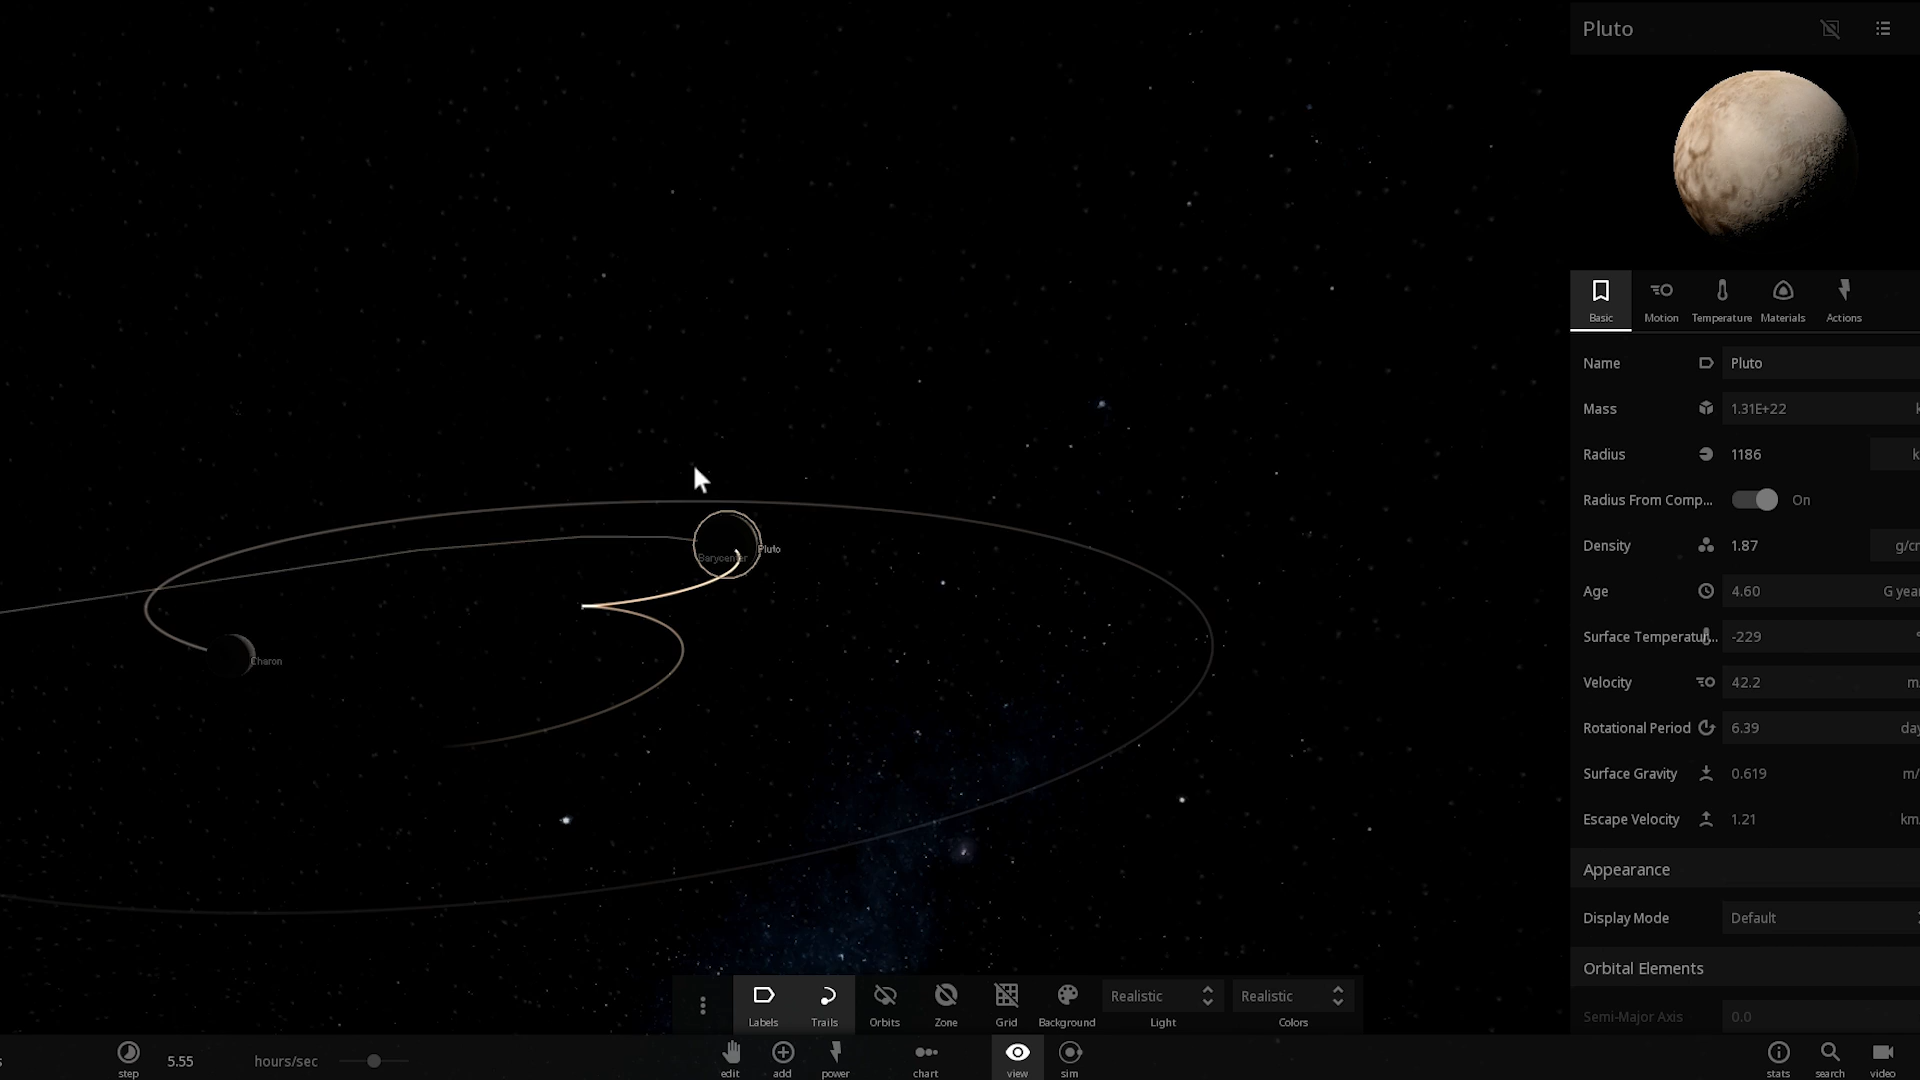 Pluto
Basic
Motion
Temperature
Materials
Actions
Name Pluto
Mass 1.31E+22 k
Radius 1186 k
Radius From Comp... On
Density 1.87 g/cr
Age 4.60 G year
Surface Temperatur... -229 °
Velocity 42.2 m
Rotational Period 6.39 day
Surface Gravity 0.619 m/
Escape Velocity 1.21 km
Appearance
Display Mode Default
Orbital Elements
Semi-Major Axis 0.0
Barycenter
Pluto
Charon
Labels
Trails
Orbits
Zone
Grid
Background
Realistic
Light
Realistic
Colors
s
step
5.55 hours/sec
edit
add
power
chart
view
sim
stats
search
video